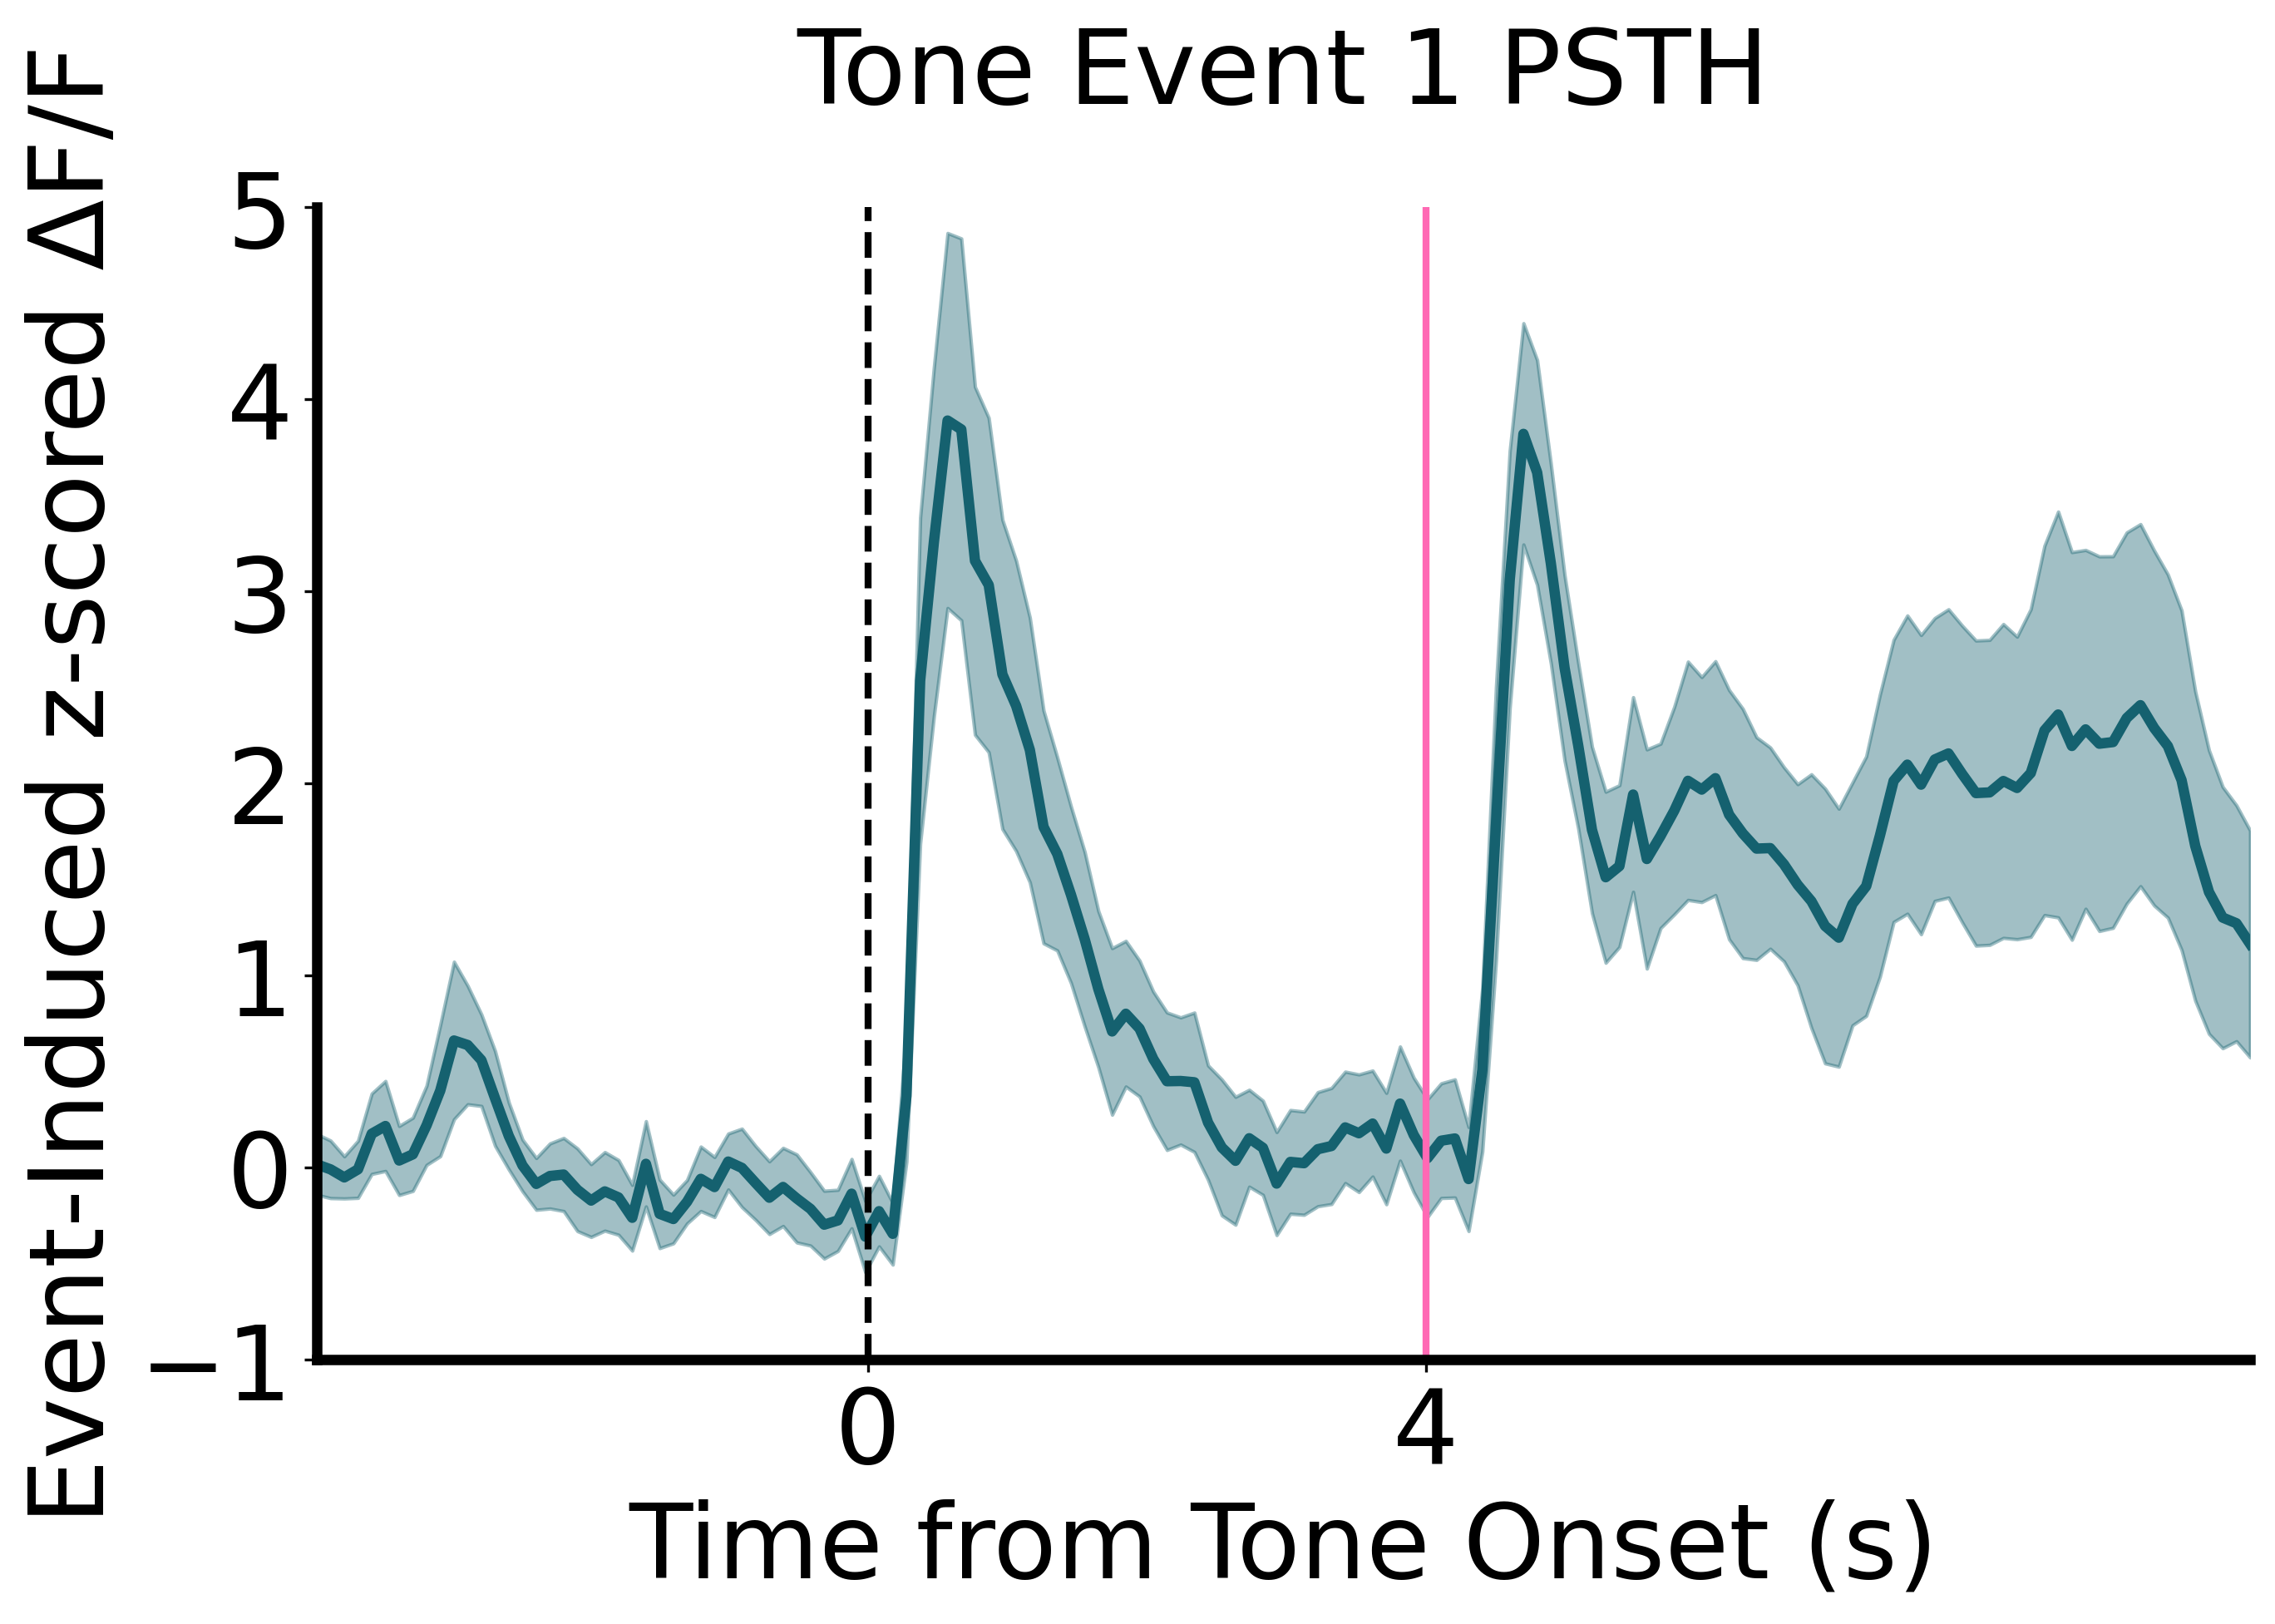 Tone Event 1 PSTH
Event-Induced z-scored ΔF/F
5
4
3
2
1
0
−1
0 4
Time from Tone Onset (s)